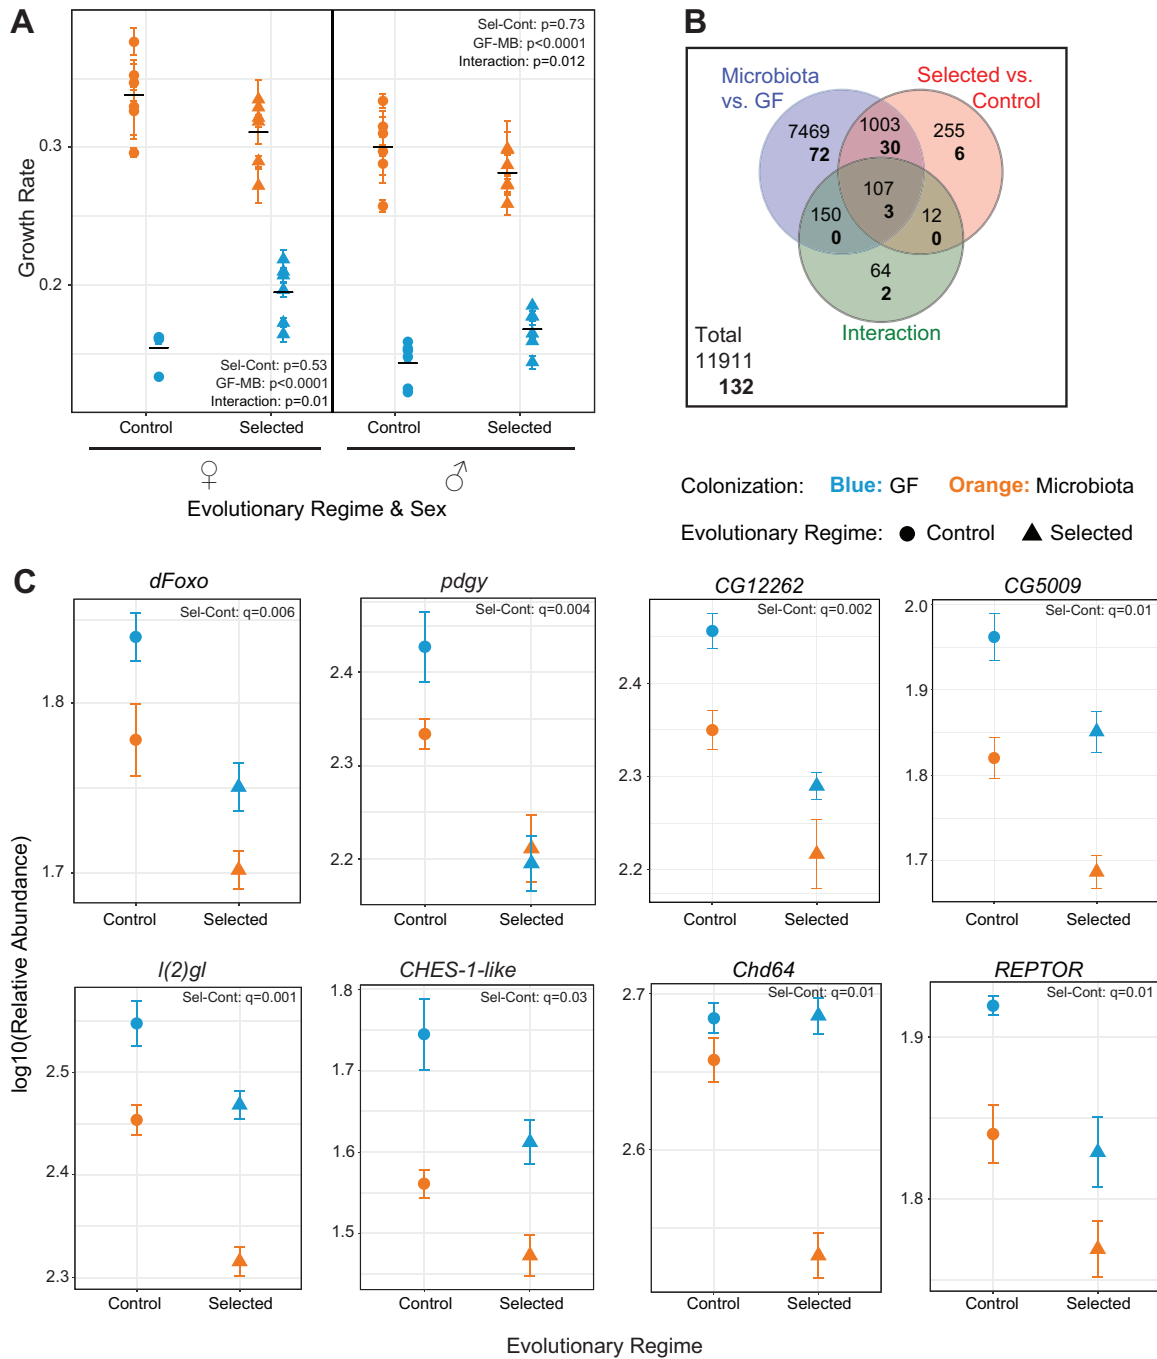 A
Sel-Cont: p=0.73
GF-MB: p<0.0001
Interaction: p=0.012
Growth Rate
0.3
0.2
Sel-Cont: p=0.53
GF-MB: p<0.0001
Interaction: p=0.01
Control
Selected
Control
Selected
♀
♂
Evolutionary Regime & Sex
B
Microbiota
vs. GF
Selected vs.
Control
7469
72
1003
30
255
6
107
3
150
0
12
0
64
2
Interaction
Total
11911
132
Colonization: Blue: GF Orange: Microbiota
Evolutionary Regime: Control Selected
C
log10(Relative Abundance)
dFoxo
Sel-Cont: q=0.006
1.8
1.7
Control
Selected
pdgy
Sel-Cont: q=0.004
2.4
2.3
2.2
Control
Selected
CG12262
Sel-Cont: q=0.002
2.4
2.3
2.2
Control
Selected
CG5009
Sel-Cont: q=0.01
2.0
1.9
1.8
1.7
Control
Selected
l(2)gl
Sel-Cont: q=0.001
2.5
2.4
2.3
Control
Selected
CHES-1-like
Sel-Cont: q=0.03
1.8
1.7
1.6
1.5
Control
Selected
Chd64
Sel-Cont: q=0.01
2.7
2.6
Control
Selected
REPTOR
Sel-Cont: q=0.01
1.9
1.8
Control
Selected
Evolutionary Regime